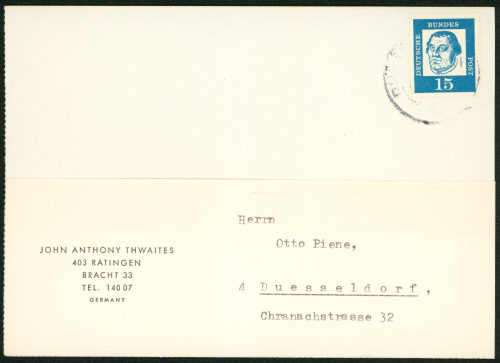 DEUTSCHE BUNDES POST
15
JOHN ANTHONY THWAITES
403 RATINGEN
BRACHT 33
TEL. 140 07
GERMANY
Herrn
Otto Piene,
4 Duesseldorf,
Chranachstrasse 32